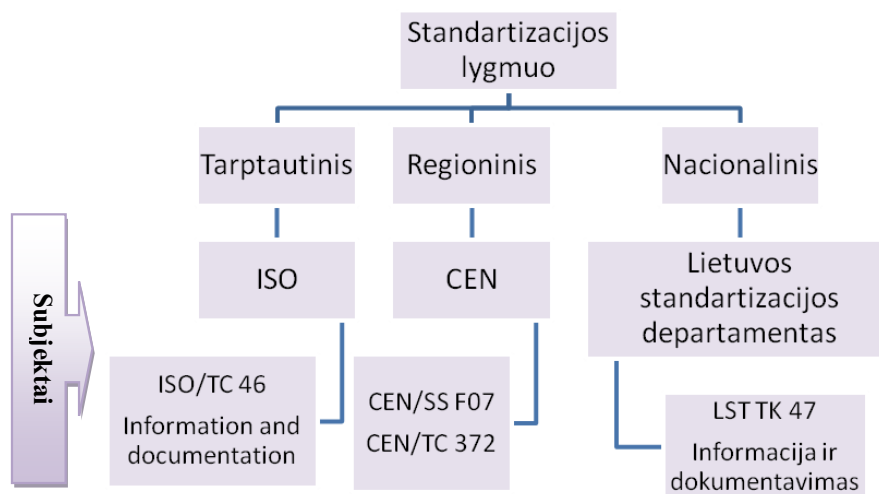 Standartizacijos
lygmuo
Tarptautinis
Regioninis
Nacionalinis
ISO
CEN
Lietuvos
standartizacijos
departamentas
Subjektai
ISO/TC 46
Information and
documentation
CEN/SS F07
CEN/TC 372
LST TK 47
Informacija ir
dokumentavimas